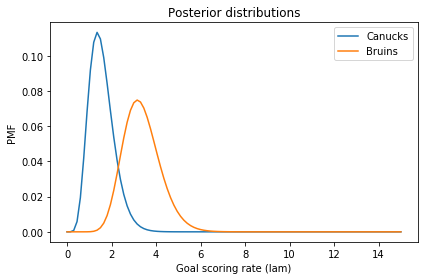 Posterior distributions
Canucks
Bruins
PMF
0.10
0.08
0.06
0.04
0.02
0.00
0 2 4 6 8 10 12 14
Goal scoring rate (lam)